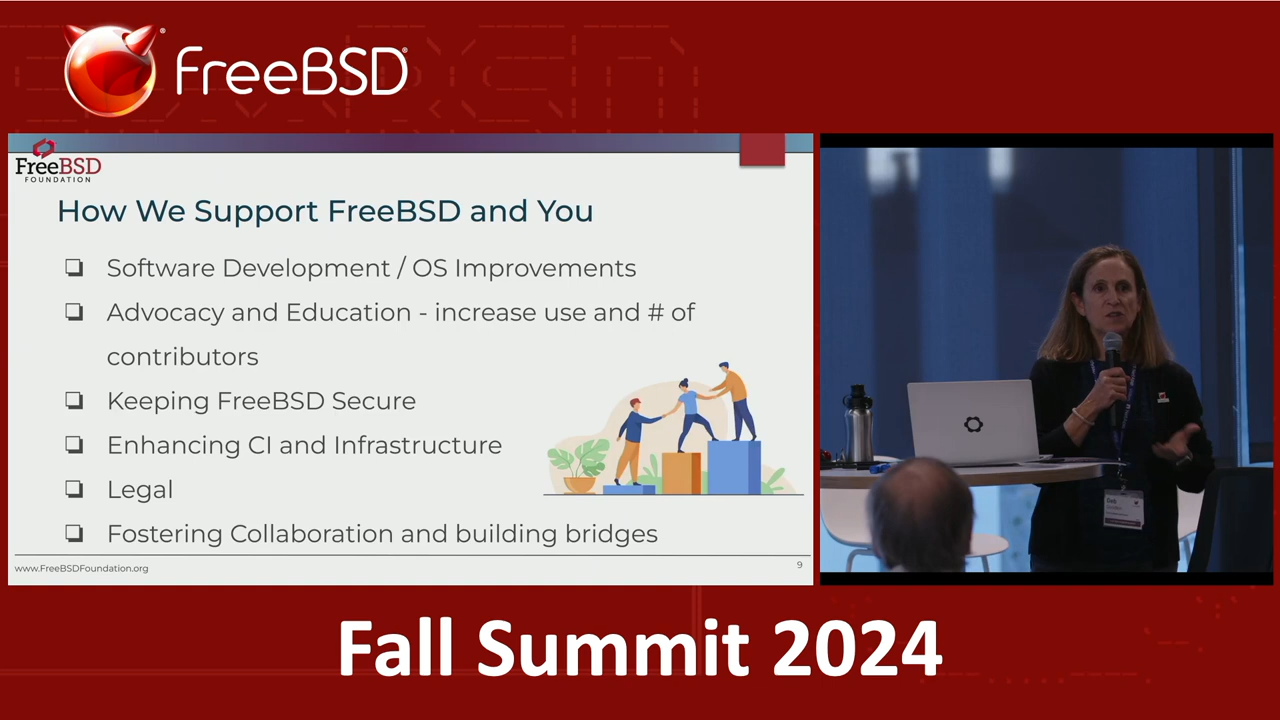 FreeBSD
FreeBSD
FOUNDATION
How We Support FreeBSD and You
Software Development / OS Improvements
Advocacy and Education - increase use and # of
contributors
Keeping FreeBSD Secure
Enhancing CI and Infrastructure
Legal
Fostering Collaboration and building bridges
www.FreeBSDFoundation.org
9
Deb
Fall Summit 2024